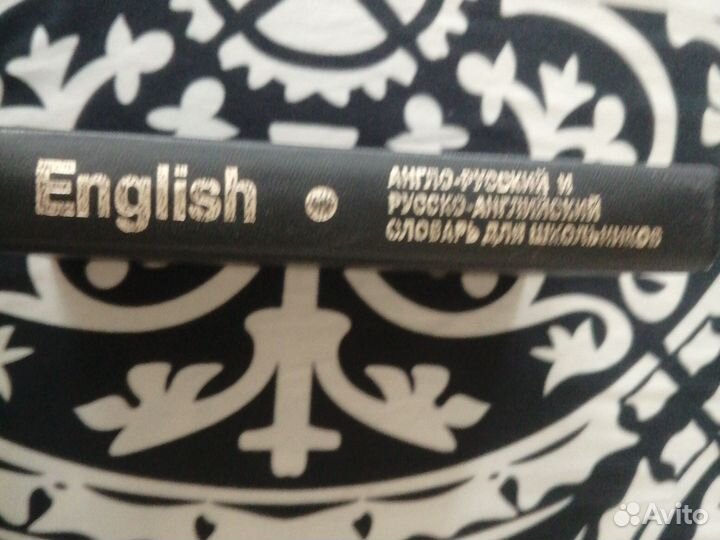 English
АНГЛО-РУССКИЙ И
РУССКО-АНГЛИЙСКИЙ
СЛОВАРЬ ДЛЯ ШКОЛЬНИКОВ
Avito